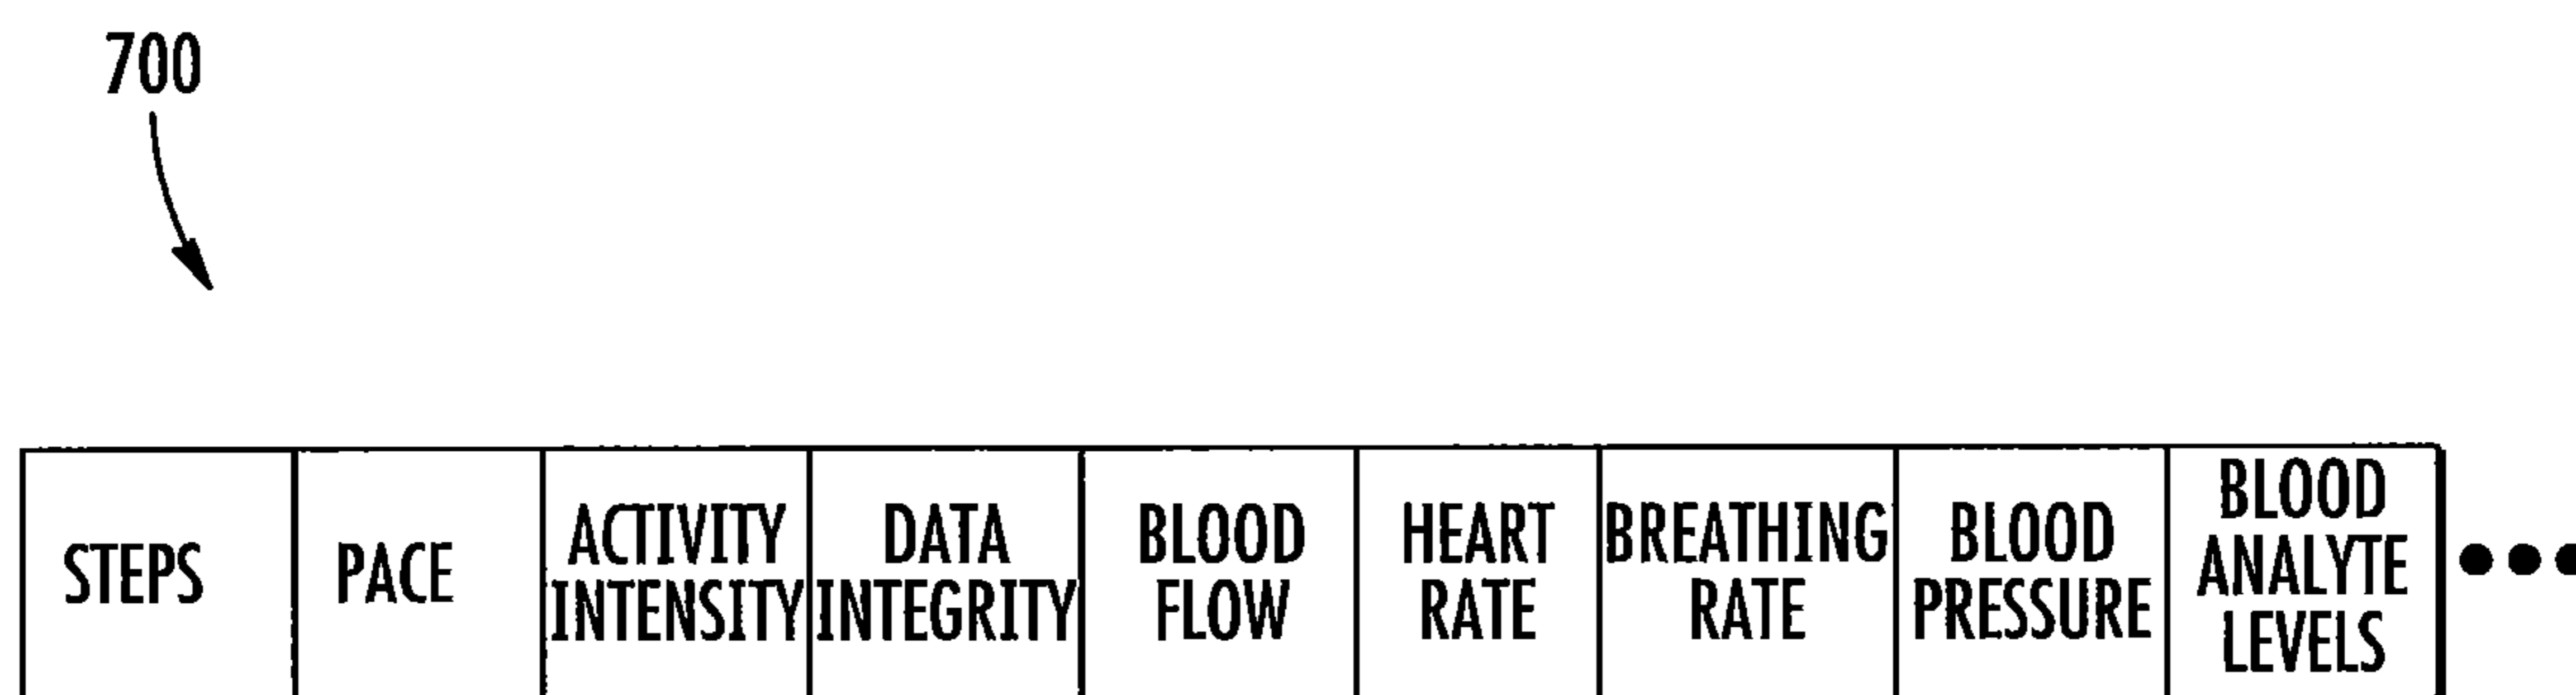 700
STEPS
PACE
ACTIVITY
INTENSITY
DATA
INTEGRITY
BLOOD
FLOW
HEART
RATE
BREATHING
RATE
BLOOD
PRESSURE
BLOOD
ANALYTE
LEVELS